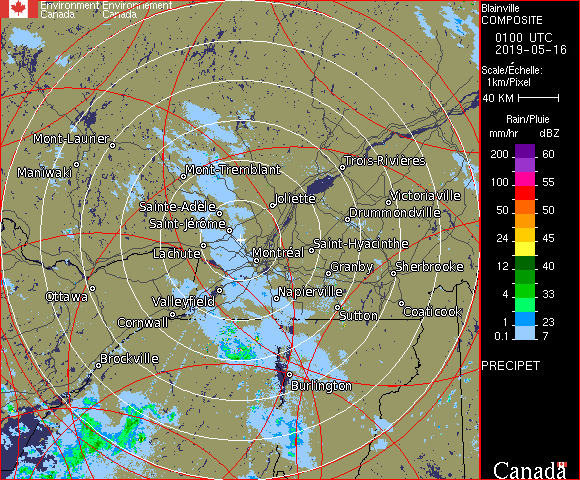 Environment Environnement
Canada Canada
Blainville
COMPOSITE
0100 UTC
2019-05-16
Scale/Échelle:
1km/Pixel
40 KM
Rain/Pluie
mm/hr dBZ
200 60
100 55
50 50
24 45
12 40
4 33
1 23
0.1 7
PRECIPET
Canada
Mont-Laurier
Maniwaki
Mont-Tremblant
Trois-Rivières
Sainte-Adèle
Joliette
Victoriaville
Drummondville
Saint-Jérôme
Lachute
Montréal
Saint-Hyacinthe
Granby
Sherbrooke
Ottawa
Valleyfield
Napierville
Cornwall
Sutton
Coaticook
Brockville
Burlington